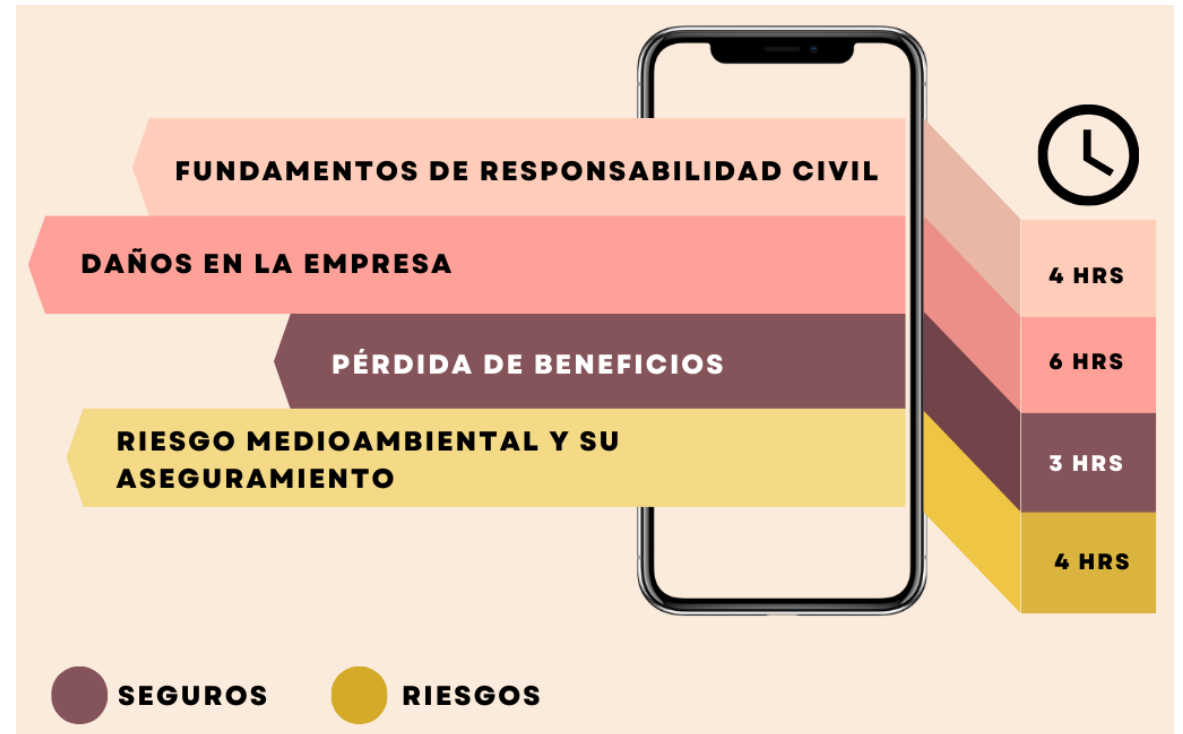 FUNDAMENTOS DE RESPONSABILIDAD CIVIL
4 HRS
DAÑOS EN LA EMPRESA
6 HRS
PÉRDIDA DE BENEFICIOS
3 HRS
RIESGO MEDIOAMBIENTAL Y SU
ASEGURAMIENTO
4 HRS
SEGUROS
RIESGOS